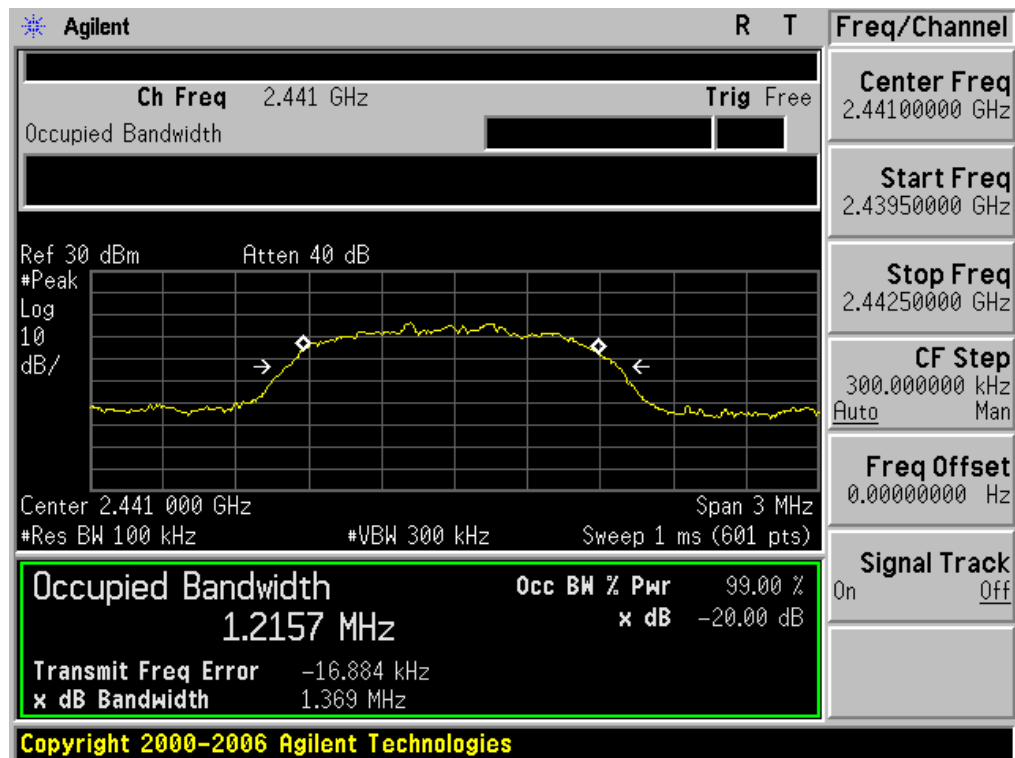 Agilent R T
Ch Freq 2.441 GHz Trig Free
Occupied Bandwidth
Ref 30 dBm Atten 40 dB
#Peak
Log
10
dB/
Center 2.441 000 GHz Span 3 MHz
#Res BW 100 kHz #VBW 300 kHz Sweep 1 ms (601 pts)
Occupied Bandwidth Occ BW % Pwr 99.00 %
1.2157 MHz x dB -20.00 dB
Transmit Freq Error -16.884 kHz
x dB Bandwidth 1.369 MHz
Copyright 2000-2006 Agilent Technologies
Freq/Channel
Center Freq
2.44100000 GHz
Start Freq
2.43950000 GHz
Stop Freq
2.44250000 GHz
CF Step
300.000000 kHz
Auto Man
Freq Offset
0.00000000 Hz
Signal Track
On Off